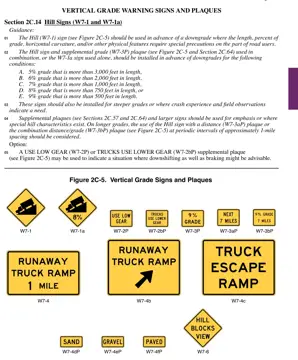 VERTICAL GRADE WARNING SIGNS AND PLAQUES
Section 2C.14 Hill Signs (W7-1 and W7-1a)
Guidance:
The Hill (W7-1) sign (see Figure 2C-5) should be used in advance of a downgrade where the length, percent of
grade, horizontal curvature, and/or other physical features require special precautions on the part of road users.
The Hill sign and supplemental grade (W7-3P) plaque (see Figure 2C-5 and Section 2C.64) used in
combination, or the W7-1a sign used alone, should be installed in advance of downgrades for the following
conditions:
A. 5% grade that is more than 3,000 feet in length,
B. 6% grade that is more than 2,000 feet in length,
C. 7% grade that is more than 1,000 feet in length,
D. 8% grade that is more than 750 feet in length, or
E. 9% grade that is more than 500 feet in length.
These signs should also be installed for steeper grades or where crash experience and field observations
indicate a need.
Supplemental plaques (see Sections 2C.57 and 2C.64) and larger signs should be used for emphasis or where
special hill characteristics exist. On longer grades, the use of the Hill sign with a distance (W7-3aP) plaque or
the combination distance/grade (W7-3bP) plaque (see Figure 2C-5) at periodic intervals of approximately 1-mile
spacing should be considered.
Option:
A USE LOW GEAR (W7-2P) or TRUCKS USE LOWER GEAR (W7-2bP) supplemental plaque
(see Figure 2C-5) may be used to indicate a situation where downshifting as well as braking might be advisable.
Figure 2C-5. Vertical Grade Signs and Plaques
8%
USE LOW
GEAR
TRUCKS
USE LOWER
GEAR
9%
GRADE
NEXT
7 MILES
9% GRADE
7 MILES
W7-1 W7-1a W7-2P W7-2bP W7-3P W7-3aP W7-3bP
RUNAWAY
TRUCK RAMP
1 MILE
RUNAWAY
TRUCK RAMP
TRUCK
ESCAPE
RAMP
W7-4 W7-4b W7-4c
SAND
GRAVEL
PAVED
HILL
BLOCKS
VIEW
W7-4dP W7-4eP W7-4fP W7-6